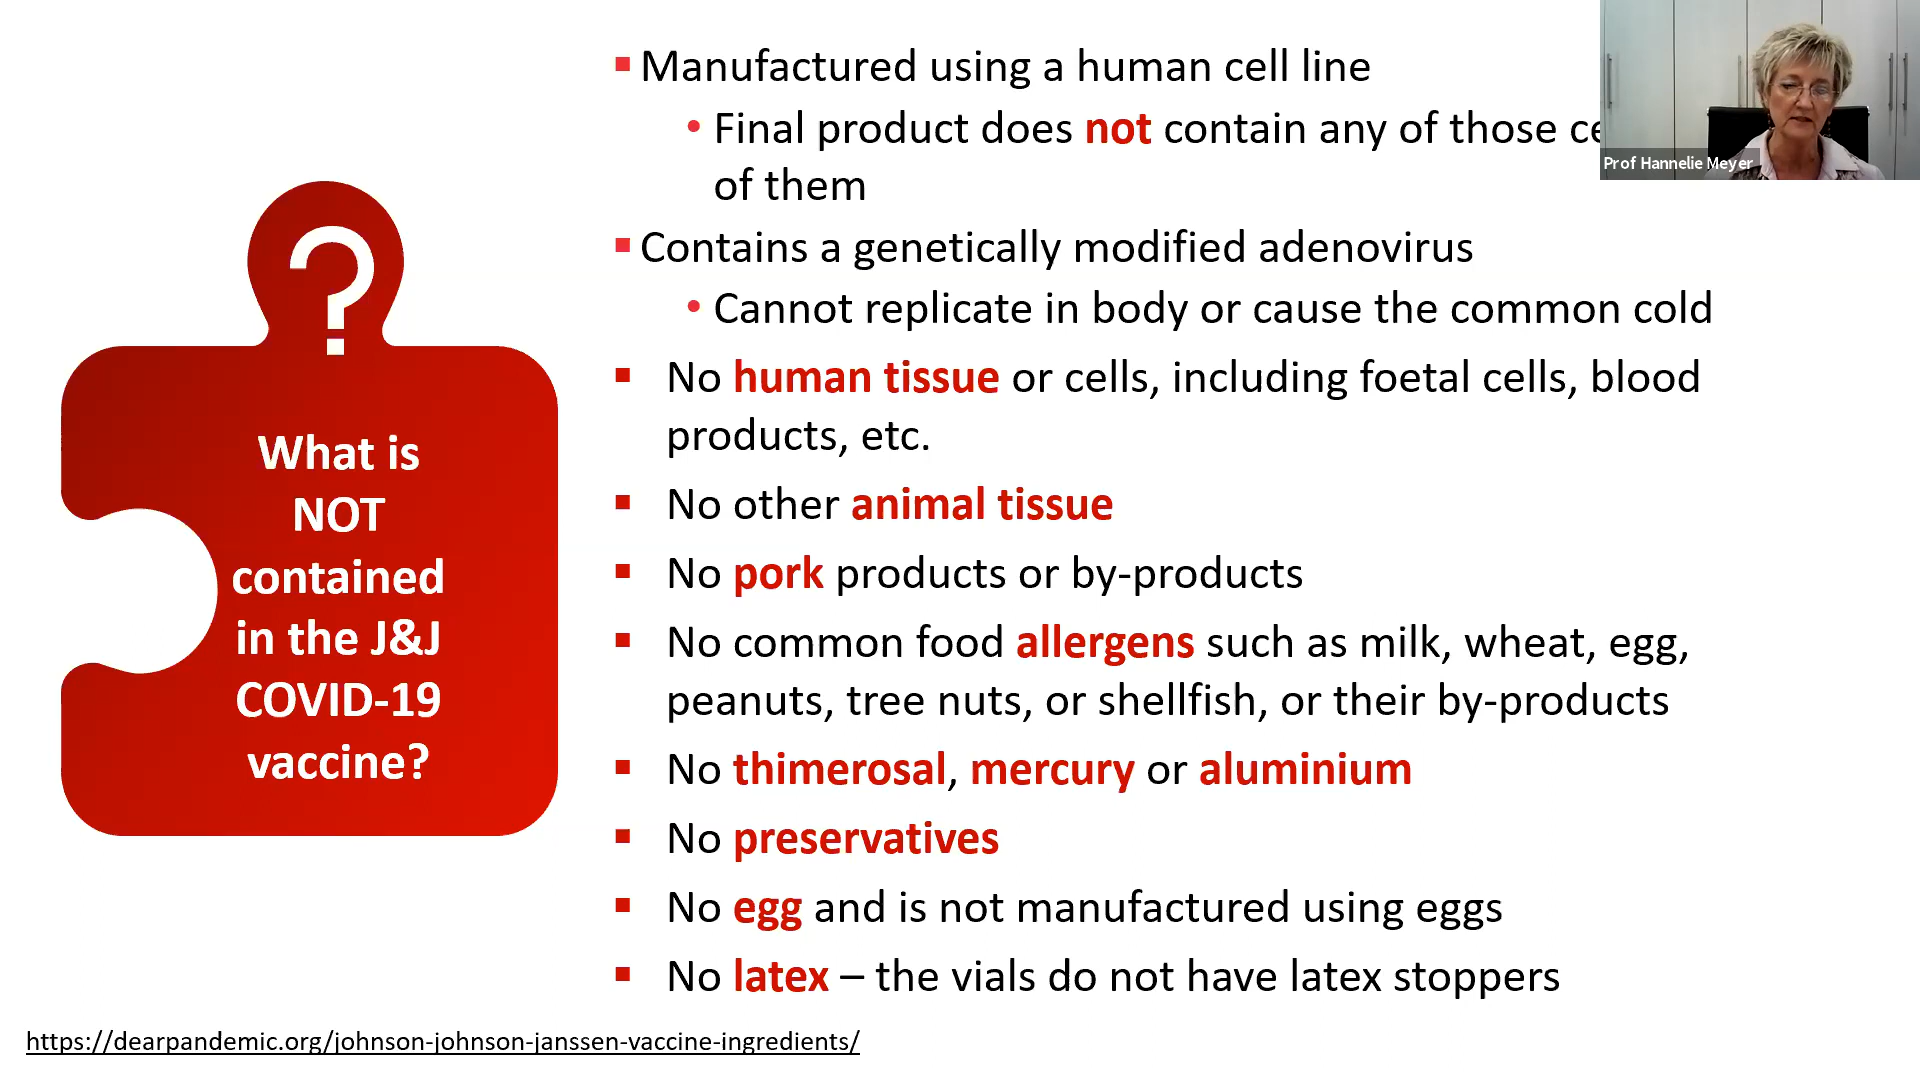 ?
What is
NOT
contained
in the J&J
COVID-19
vaccine?
Manufactured using a human cell line
Final product does not contain any of those
of them
Contains a genetically modified adenovirus
Cannot replicate in body or cause the common cold
No human tissue or cells, including foetal cells, blood
products, etc.
No other animal tissue
No pork products or by-products
No common food allergens such as milk, wheat, egg,
peanuts, tree nuts, or shellfish, or their by-products
No thimerosal, mercury or aluminium
No preservatives
No egg and is not manufactured using eggs
No latex – the vials do not have latex stoppers
https://dearpandemic.org/johnson-johnson-janssen-vaccine-ingredients/
Prof Hannelie Meyer